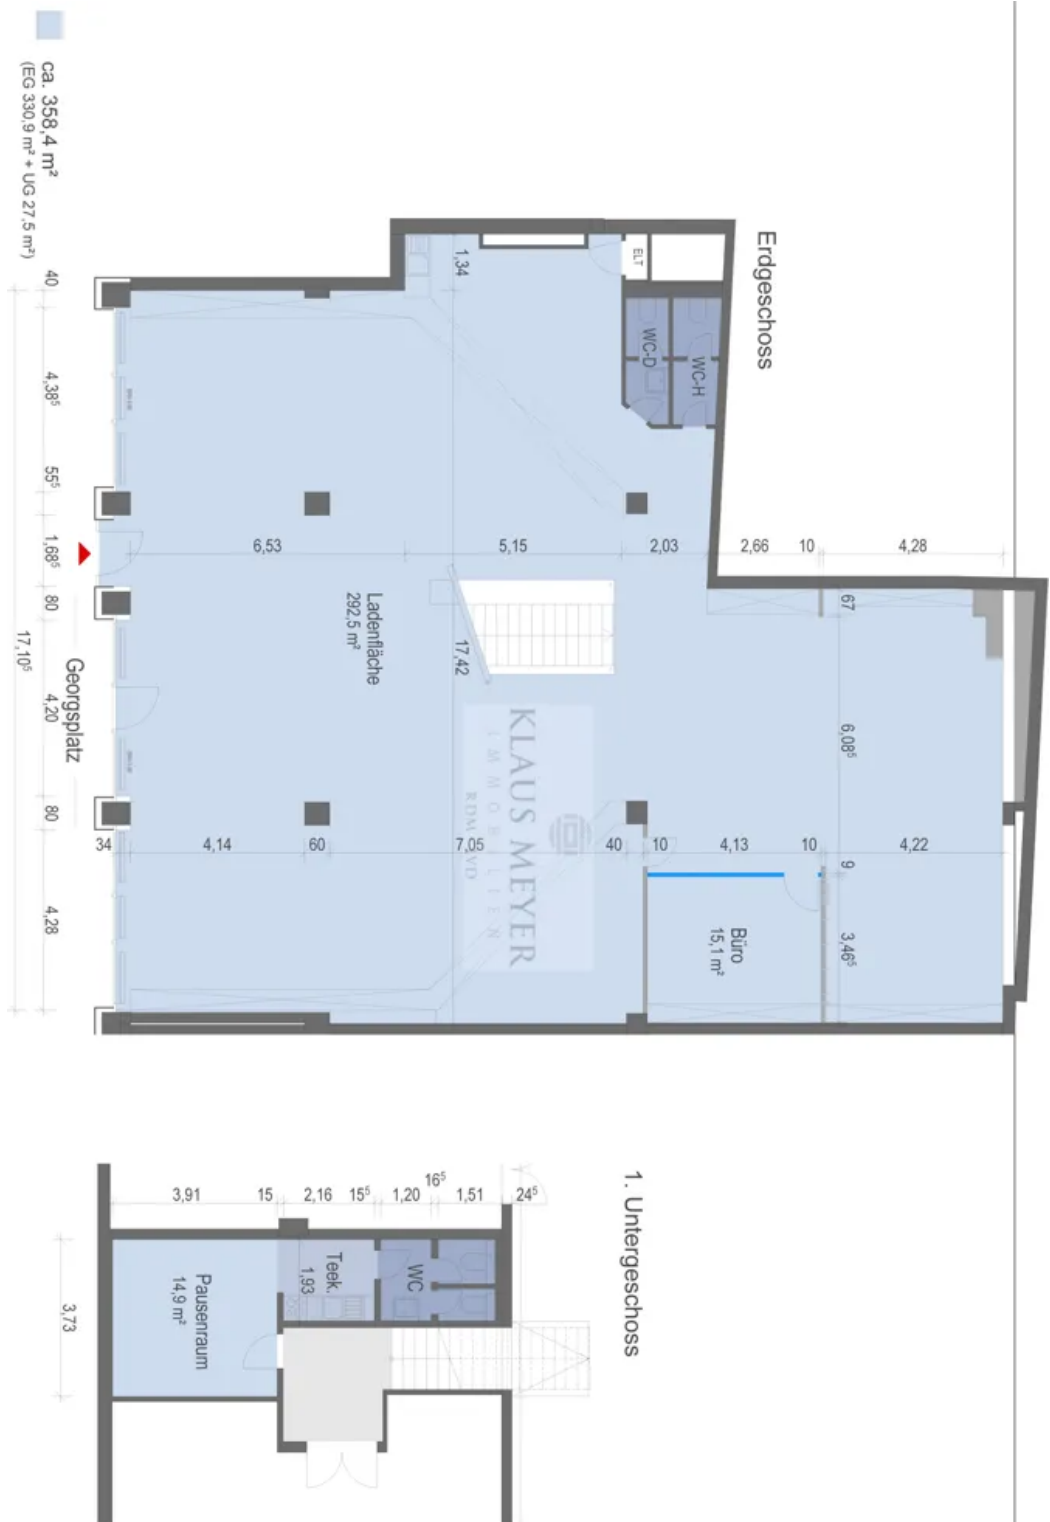 ca. 358,4 m²
(EG 330,9 m² + UG 27,5 m²)
Erdgeschoss
ELT
WC-D
WC-H
1,34
40
4,38⁵
55⁵
1,68⁵
80
4,20
80
4,28
17,10⁵
Georgsplatz
6,53
5,15
2,03
2,66
10
4,28
67
Ladenfläche
292,5 m²
17,42
6,08⁵
KLAUS MEYER
IMMOBILIEN
34
4,14
60
7,05
40
10
4,13
10
9
4,22
Büro
15,1 m²
3,46⁵
1. Untergeschoss
3,91
15
2,16
15⁵
1,20
16⁵
1,51
24⁵
Teek.
1,93
WC
Pausenraum
14,9 m²
3,73